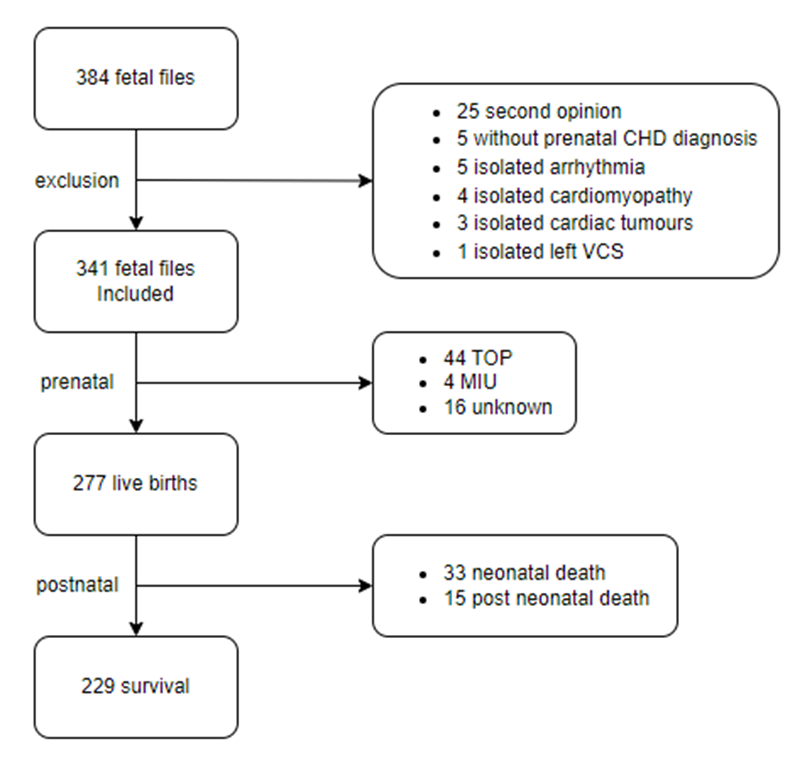 384 fetal files
• 25 second opinion
• 5 without prenatal CHD diagnosis
• 5 isolated arrhythmia
• 4 isolated cardiomyopathy
• 3 isolated cardiac tumours
• 1 isolated left VCS
exclusion
341 fetal files
Included
• 44 TOP
• 4 MIU
• 16 unknown
prenatal
277 live births
• 33 neonatal death
• 15 post neonatal death
postnatal
229 survival